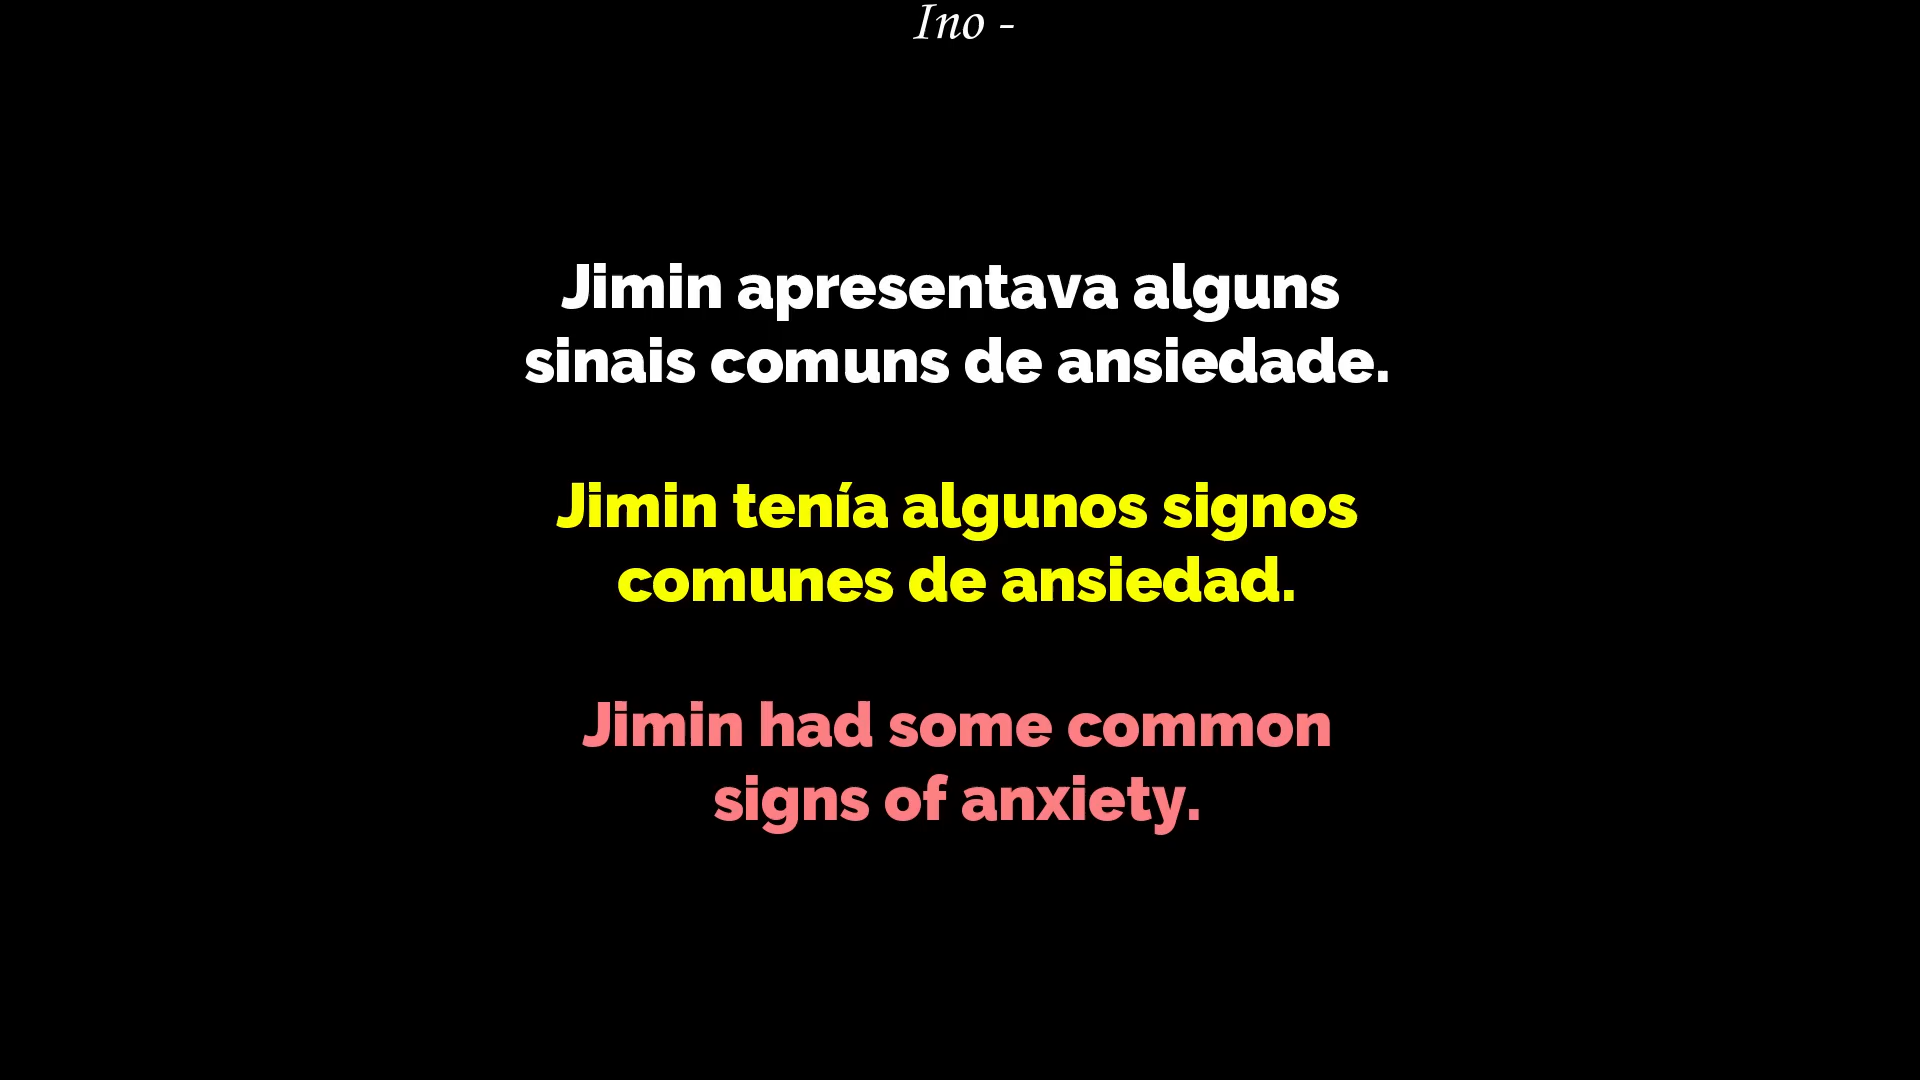 Ino -
Jimin apresentava alguns
sinais comuns de ansiedade.
Jimin tenía algunos signos
comunes de ansiedad.
Jimin had some common
signs of anxiety.